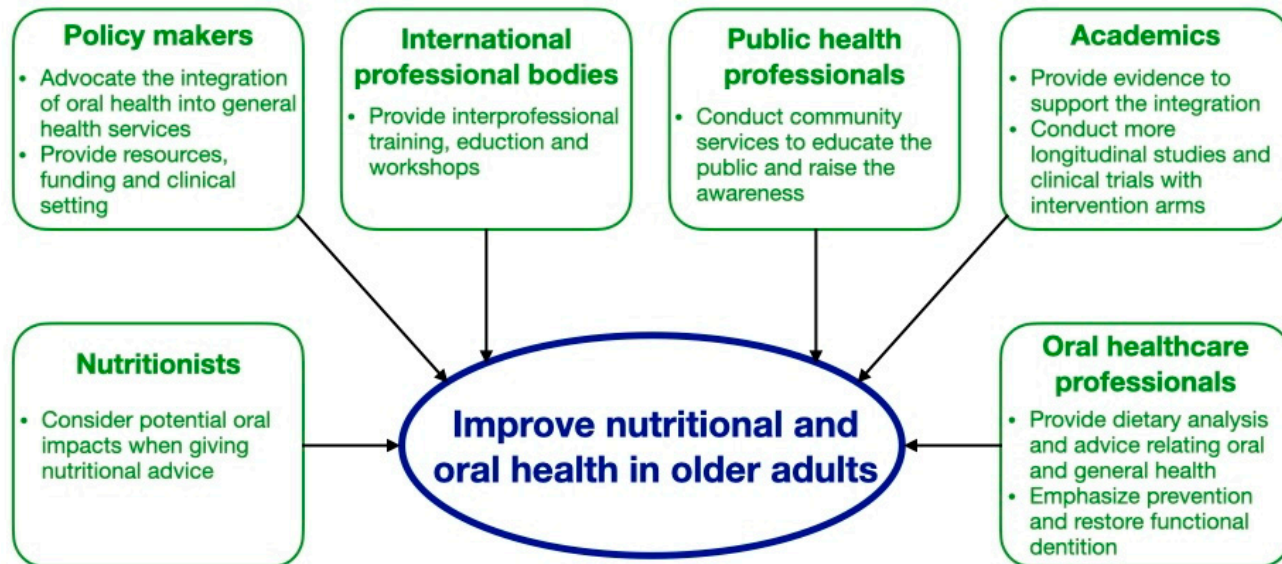 Policy makers
• Advocate the integration
of oral health into general
health services
• Provide resources,
funding and clinical
setting
International
professional bodies
• Provide interprofessional
training, eduction and
workshops
Public health
professionals
• Conduct community
services to educate the
public and raise the
awareness
Academics
• Provide evidence to
support the integration
• Conduct more
longitudinal studies and
clinical trials with
intervention arms
Nutritionists
• Consider potential oral
impacts when giving
nutritional advice
Improve nutritional and
oral health in older adults
Oral healthcare
professionals
• Provide dietary analysis
and advice relating oral
and general health
• Emphasize prevention
and restore functional
dentition